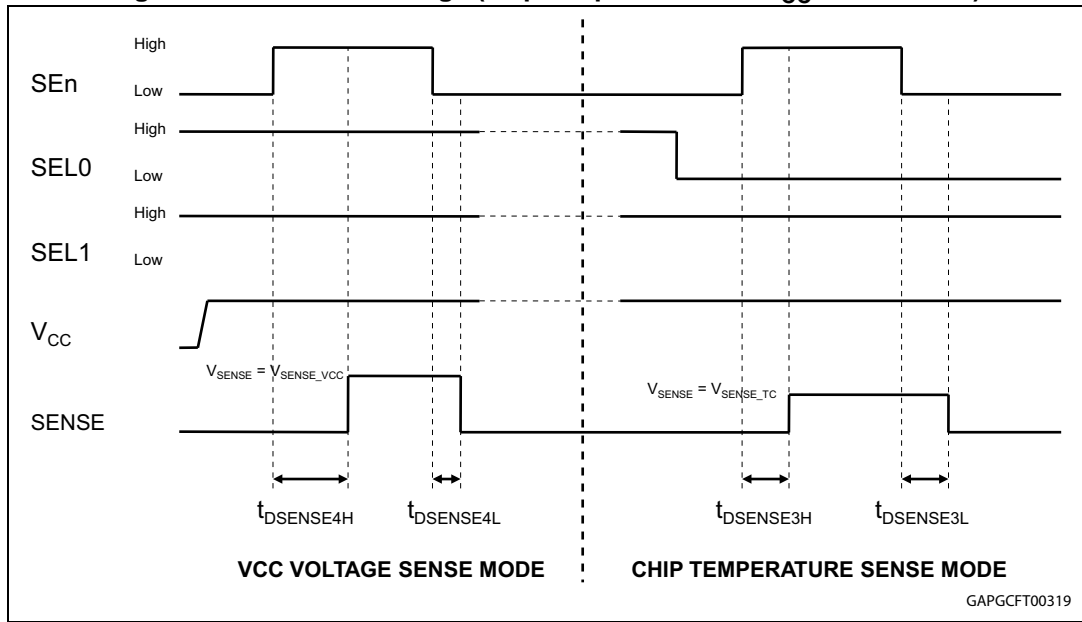 High
SEn
Low
High
SEL0
Low
High
SEL1
Low
VCC
VSENSE = VSENSE_VCC
VSENSE = VSENSE_TC
SENSE
tDSENSE4H
tDSENSE4L
tDSENSE3H
tDSENSE3L
VCC VOLTAGE SENSE MODE
CHIP TEMPERATURE SENSE MODE
GAPGCFT00319